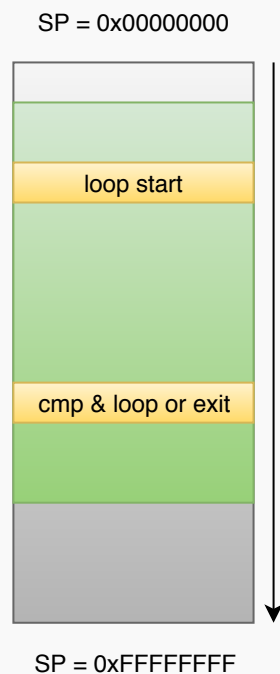 SP = 0x00000000
loop start
cmp & loop or exit
SP = 0xFFFFFFFF